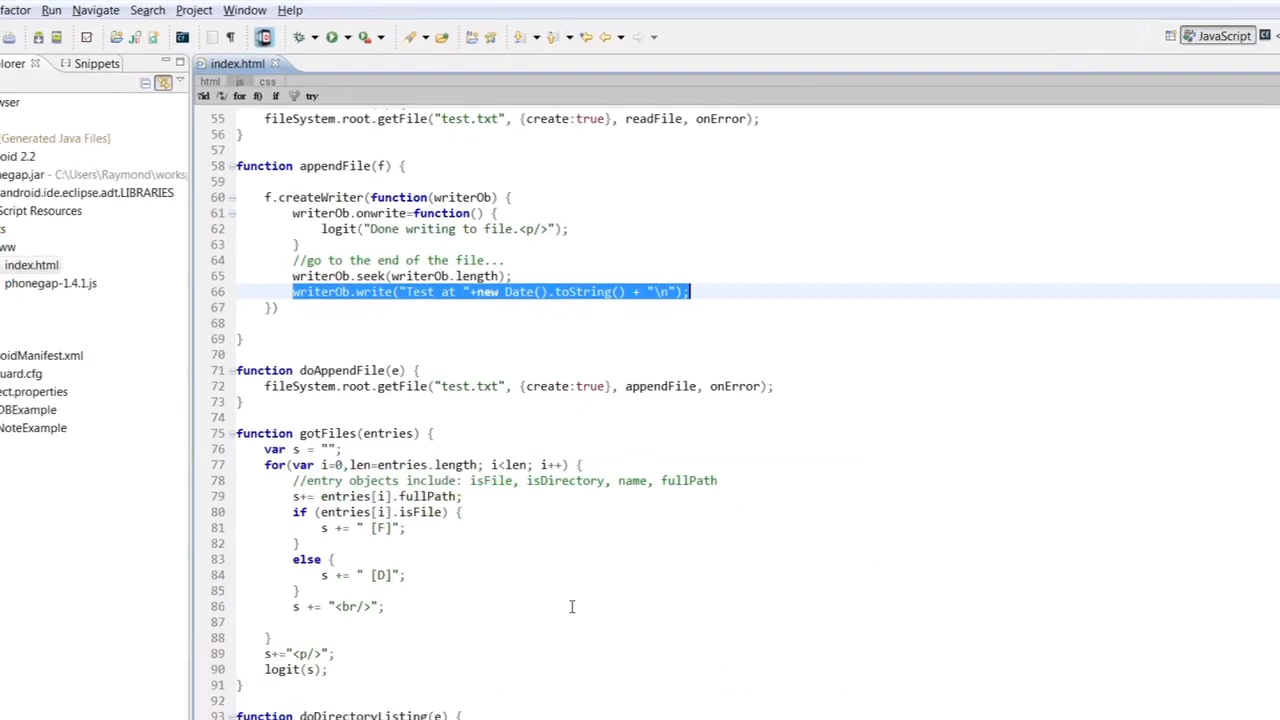 factor Run Navigate Search Project Window Help
JavaScript
lorer Snippets
index.html
html js css
?id /*/ for f() if try
wser
[Generated Java Files]
oid 2.2
negap.jar - C:\Users\Raymond\works
android.ide.eclipse.adt.LIBRARIES
Script Resources
ts
ww
index.html
phonegap-1.4.1.js
oidManifest.xml
uard.cfg
ect.properties
DBExample
NoteExample
55 fileSystem.root.getFile("test.txt", {create:true}, readFile, onError);
56 }
57
58 function appendFile(f) {
59
60 f.createWriter(function(writerOb) {
61 writerOb.onwrite=function() {
62 logit("Done writing to file.<p/>");
63 }
64 //go to the end of the file...
65 writerOb.seek(writerOb.length);
66 writerOb.write("Test at "+new Date().toString() + "\n");
67 })
68
69 }
70
71 function doAppendFile(e) {
72 fileSystem.root.getFile("test.txt", {create:true}, appendFile, onError);
73 }
74
75 function gotFiles(entries) {
76 var s = "";
77 for(var i=0,len=entries.length; i<len; i++) {
78 //entry objects include: isFile, isDirectory, name, fullPath
79 s+= entries[i].fullPath;
80 if (entries[i].isFile) {
81 s += " [F]";
82 }
83 else {
84 s += " [D]";
85 }
86 s += "<br/>";
87
88 }
89 s+="<p/>";
90 logit(s);
91 }
92
93 function doDirectoryListing(e) {